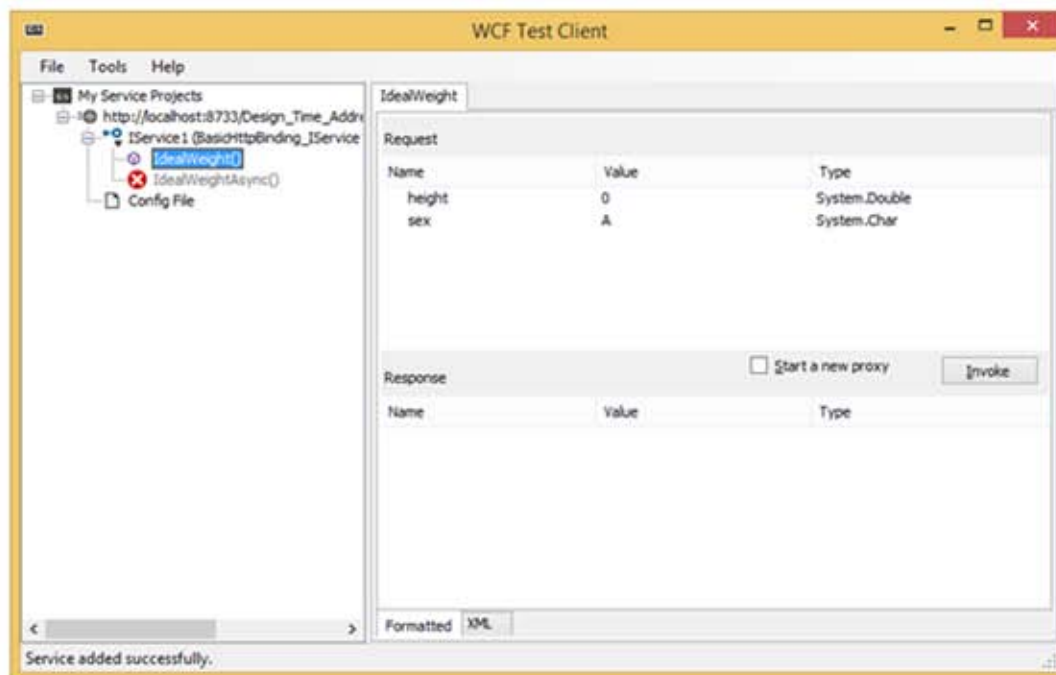 WCF Test Client
File Tools Help
My Service Projects
http://localhost:8733/Design_Time_Addre
IService1 (BasicHttpBinding_IService
IdealWeight()
IdealWeightAsync()
Config File
IdealWeight
Request
Name Value Type
height 0 System.Double
sex A System.Char
Response
Start a new proxy
Invoke
Name Value Type
Formatted XML
Service added successfully.